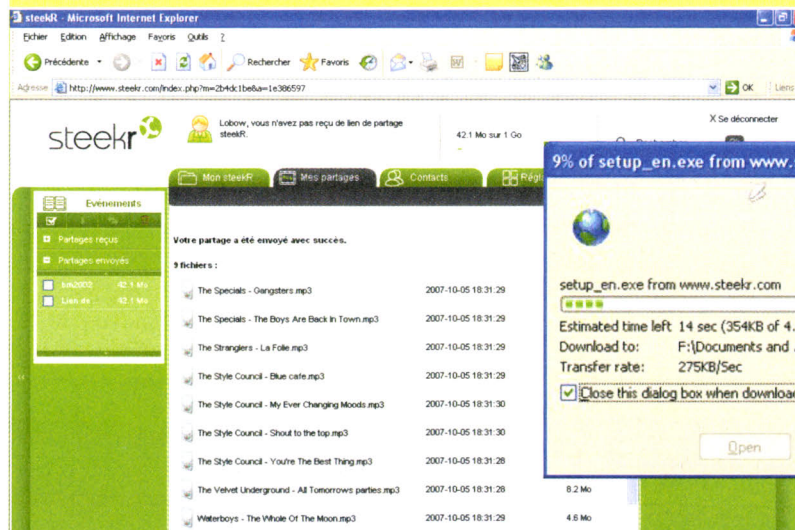 steekR - Microsoft Internet Explorer
Fichier Edition Affichage Favoris Outils ?
Précédente Rechercher Favoris
Adresse http://www.steekr.com/index.php?m=2b4dc1be&a=1e386597 OK Liens
X Se déconnecter
steekr
Lobow, vous n'avez pas reçu de lien de partage
steekR.
42.1 Mo sur 1 Go
Mon steekR Mes partages Contacts
Evénements
Partages reçus
Partages envoyés
42.1 Mo
Lien de 42.1 Mo
Votre partage a été envoyé avec succès.
9 fichiers :
The Specials - Gangsters.mp3 2007-10-05 18:31:29
The Specials - The Boys Are Back In Town.mp3 2007-10-05 18:31:29
The Stranglers - La Folie.mp3 2007-10-05 18:31:29
The Style Council - Blue cafe.mp3 2007-10-05 18:31:29
The Style Council - My Ever Changing Moods.mp3 2007-10-05 18:31:30
The Style Council - Shout to the top.mp3 2007-10-05 18:31:30
The Style Council - You're The Best Thing.mp3 2007-10-05 18:31:28
The Velvet Underground - All Tomorrows parties.mp3 2007-10-05 18:31:28 8.2 Mo
Waterboys - The Whole Of The Moon.mp3 2007-10-05 18:31:29 4.6 Mo
9% of setup_en.exe from www.
setup_en.exe from www.steekr.com
Estimated time left 14 sec (354KB of 4.
Download to: F:\Documents and
Transfer rate: 275KB/Sec
Close this dialog box when download
Open